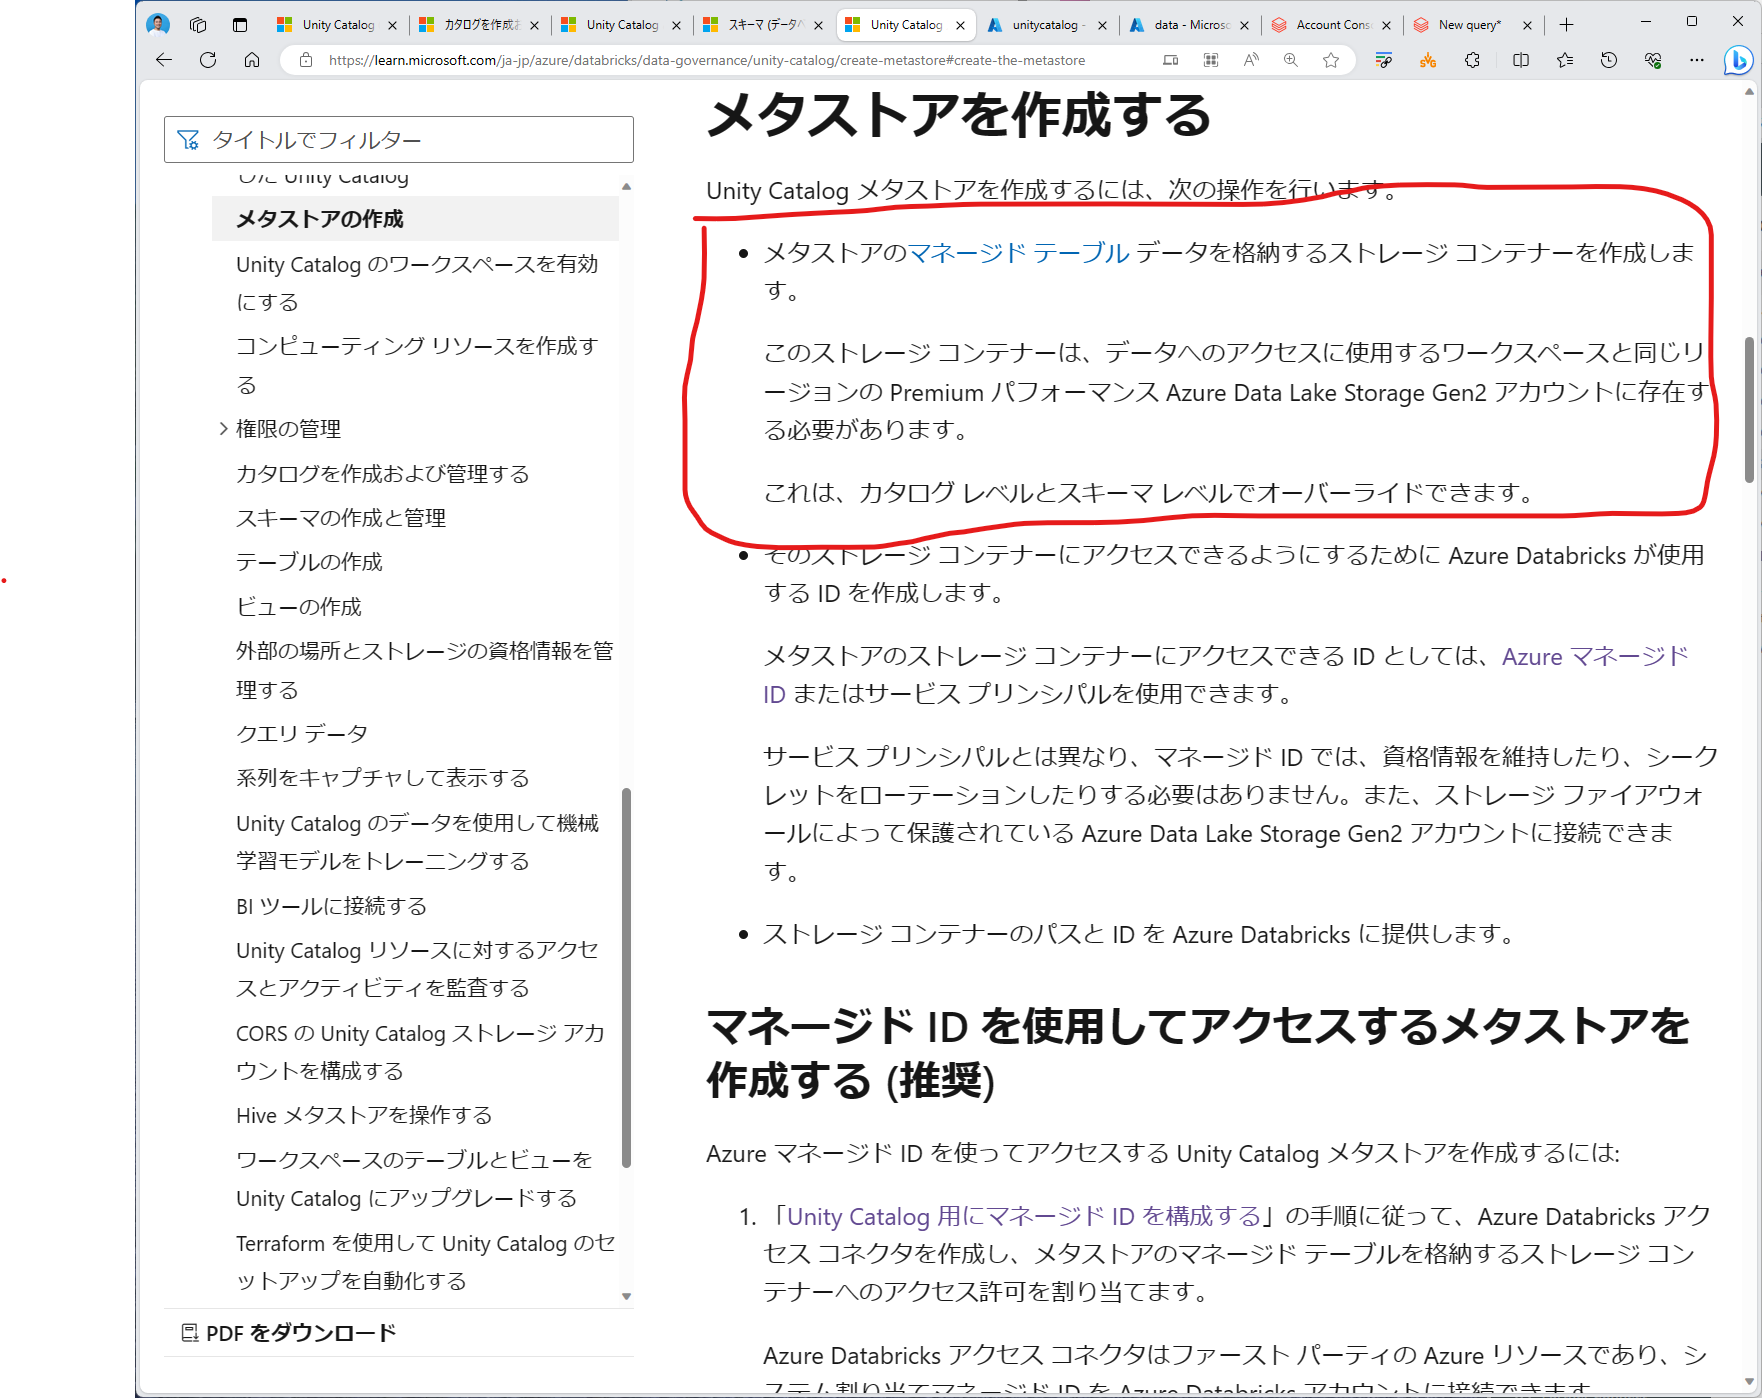 Unity Catalog
カタログを作成お
Unity Catalog
スキーマ (データベ
Unity Catalog
unitycatalog -
data - Micros
Account Cons
New query*
https://learn.microsoft.com/ja-jp/azure/databricks/data-governance/unity-catalog/create-metastore#create-the-metastore
タイトルでフィルター
した Unity Catalog
メタストアの作成
Unity Catalog のワークスペースを有効
にする
コンピューティング リソースを作成す
る
権限の管理
カタログを作成および管理する
スキーマの作成と管理
テーブルの作成
ビューの作成
外部の場所とストレージの資格情報を管
理する
クエリ データ
系列をキャプチャして表示する
Unity Catalog のデータを使用して機械
学習モデルをトレーニングする
BI ツールに接続する
Unity Catalog リソースに対するアクセ
スとアクティビティを監査する
CORS の Unity Catalog ストレージ アカ
ウントを構成する
Hive メタストアを操作する
ワークスペースのテーブルとビューを
Unity Catalog にアップグレードする
Terraform を使用して Unity Catalog のセ
ットアップを自動化する
PDF をダウンロード
メタストアを作成する
Unity Catalog メタストアを作成するには、次の操作を行います。
メタストアのマネージド テーブル データを格納するストレージ コンテナーを作成しま
す。
このストレージ コンテナーは、データへのアクセスに使用するワークスペースと同じリ
ージョンの Premium パフォーマンス Azure Data Lake Storage Gen2 アカウントに存在す
る必要があります。
これは、カタログ レベルとスキーマ レベルでオーバーライドできます。
そのストレージ コンテナーにアクセスできるようにするために Azure Databricks が使用
する ID を作成します。
メタストアのストレージ コンテナーにアクセスできる ID としては、Azure マネージド
ID またはサービス プリンシパルを使用できます。
サービス プリンシパルとは異なり、マネージド ID では、資格情報を維持したり、シーク
レットをローテーションしたりする必要はありません。また、ストレージ ファイアウォ
ールによって保護されている Azure Data Lake Storage Gen2 アカウントに接続できま
す。
ストレージ コンテナーのパスと ID を Azure Databricks に提供します。
マネージド ID を使用してアクセスするメタストアを
作成する (推奨)
Azure マネージド ID を使ってアクセスする Unity Catalog メタストアを作成するには:
1. 「Unity Catalog 用にマネージド ID を構成する」の手順に従って、Azure Databricks アク
セス コネクタを作成し、メタストアのマネージド テーブルを格納するストレージ コン
テナーへのアクセス許可を割り当てます。
Azure Databricks アクセス コネクタはファースト パーティの Azure リソースであり、シ
ステム割り当てマネージド ID を Azure Databricks アカウントに接続できます。